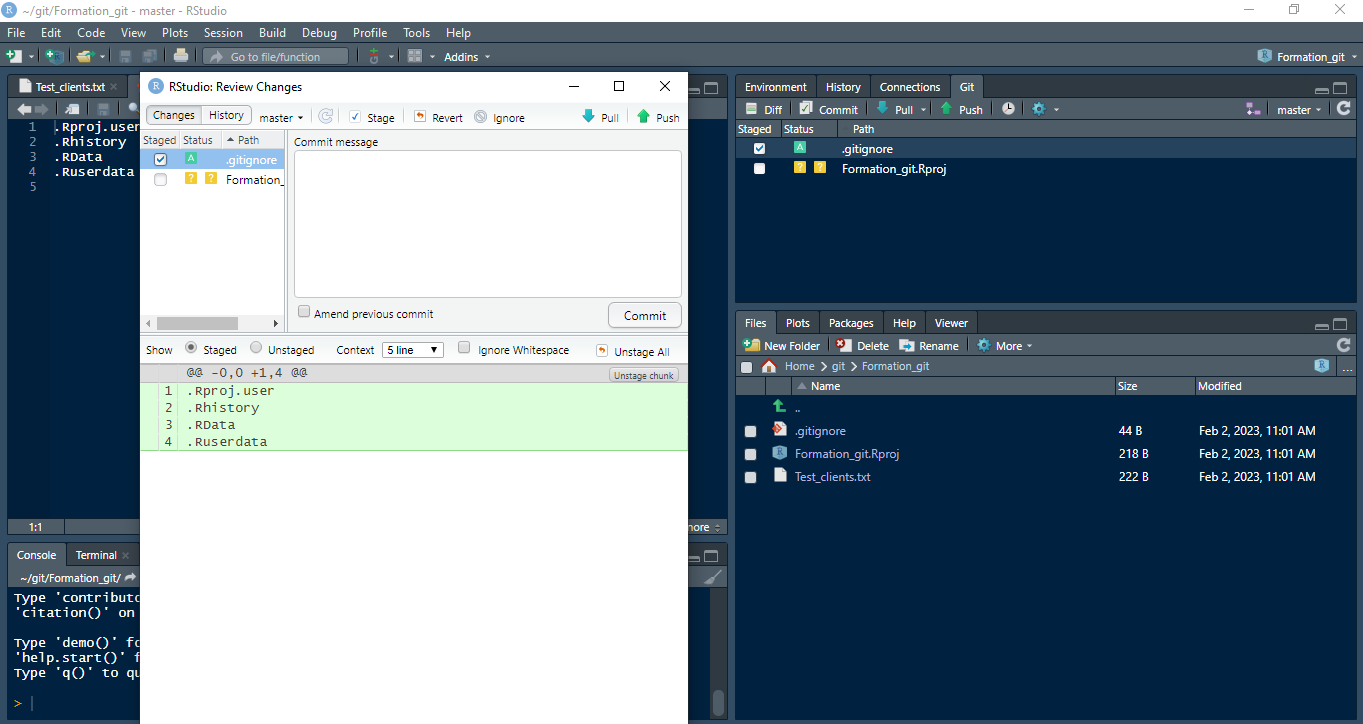 ~/git/Formation_git - master - RStudio
File Edit Code View Plots Session Build Debug Profile Tools Help
Go to file/function Addins Formation_git
Test_clients.txt
1 .Rproj.user
2 .Rhistory
3 .RData
4 .Ruserdata
5
1:1
RStudio: Review Changes
Changes History master Stage Revert Ignore Pull Push
Staged Status Path
A .gitignore
? ? Formation_
Commit message
Amend previous commit Commit
Show Staged Unstaged Context 5 line Ignore Whitespace Unstage All
@@ -0,0 +1,4 @@ Unstage chunk
1 .Rproj.user
2 .Rhistory
3 .RData
4 .Ruserdata
Console Terminal
~/git/Formation_git/
Type 'contributo
'citation()' on
Type 'demo()' fo
'help.start()' f
Type 'q()' to qu
>
Environment History Connections Git
Diff Commit Pull Push master
Staged Status Path
A .gitignore
? ? Formation_git.Rproj
Files Plots Packages Help Viewer
New Folder Delete Rename More
Home git Formation_git ...
Name Size Modified
..
.gitignore 44 B Feb 2, 2023, 11:01 AM
Formation_git.Rproj 218 B Feb 2, 2023, 11:01 AM
Test_clients.txt 222 B Feb 2, 2023, 11:01 AM